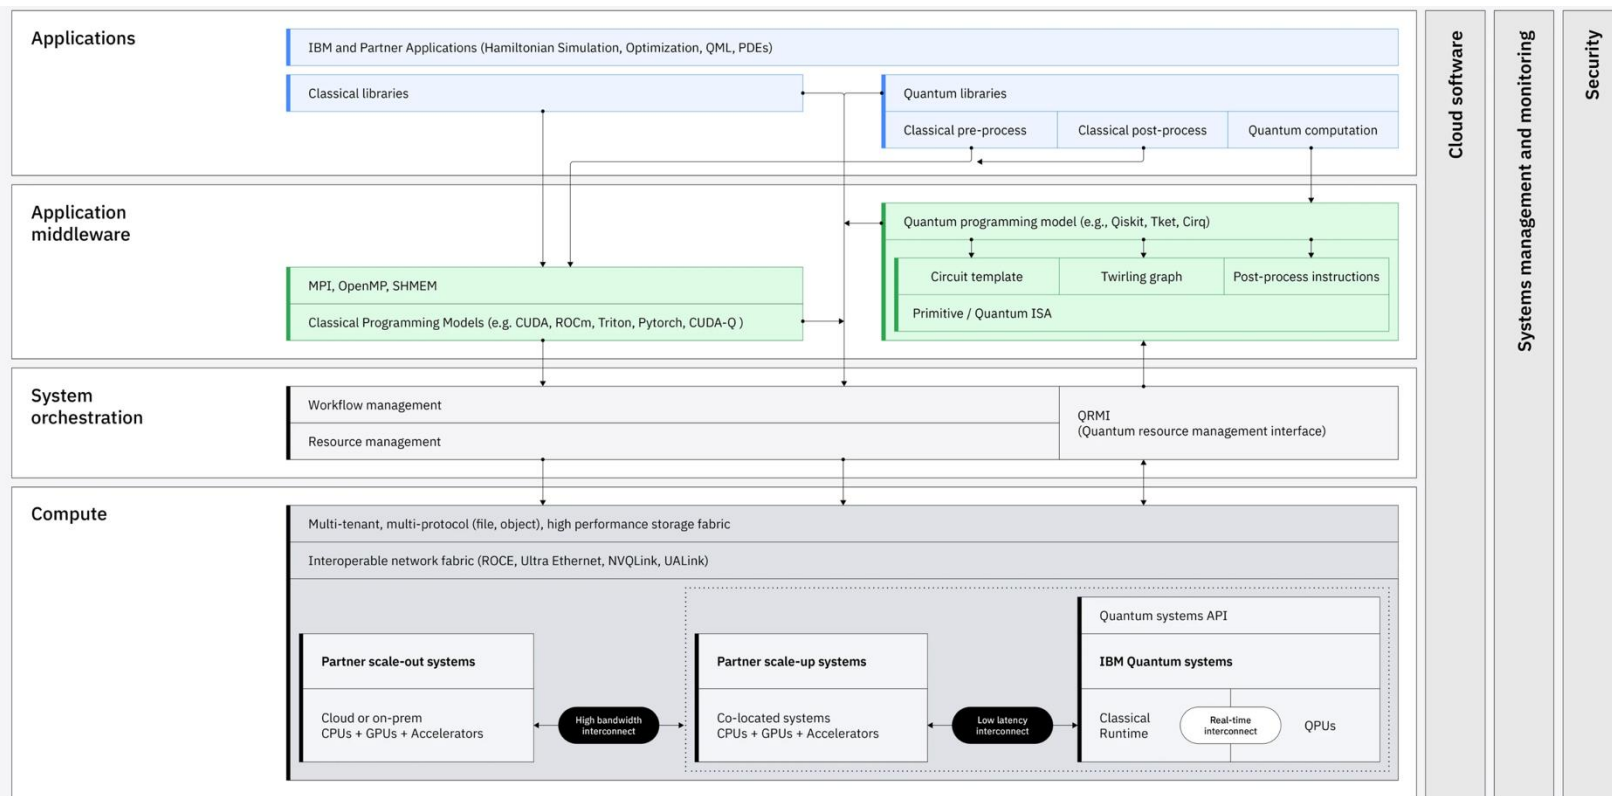 Applications
IBM and Partner Applications (Hamiltonian Simulation, Optimization, QML, PDEs)
Classical libraries
Quantum libraries
Classical pre-process
Classical post-process
Quantum computation
Application
middleware
Quantum programming model (e.g., Qiskit, Tket, Cirq)
Circuit template
Twirling graph
Post-process instructions
Primitive / Quantum ISA
MPI, OpenMP, SHMEM
Classical Programming Models (e.g. CUDA, ROCm, Triton, Pytorch, CUDA-Q )
System
orchestration
Workflow management
Resource management
QRMI
(Quantum resource management interface)
Compute
Multi-tenant, multi-protocol (file, object), high performance storage fabric
Interoperable network fabric (ROCE, Ultra Ethernet, NVQLink, UALink)
Partner scale-out systems
Cloud or on-prem
CPUs + GPUs + Accelerators
High bandwidth
interconnect
Partner scale-up systems
Co-located systems
CPUs + GPUs + Accelerators
Low latency
interconnect
Quantum systems API
IBM Quantum systems
Classical
Runtime
Real-time
interconnect
QPUs
Cloud software
Systems management and monitoring
Security